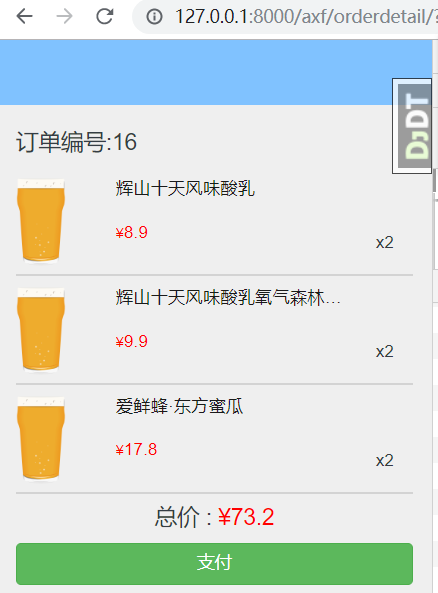 127.0.0.1:8000/axf/orderdetail/?
DjDT
订单编号:16
辉山十天风味酸乳
¥8.9
x2
辉山十天风味酸乳氧气森林…
¥9.9
x2
爱鲜蜂·东方蜜瓜
¥17.8
x2
总价 : ¥73.2
支付